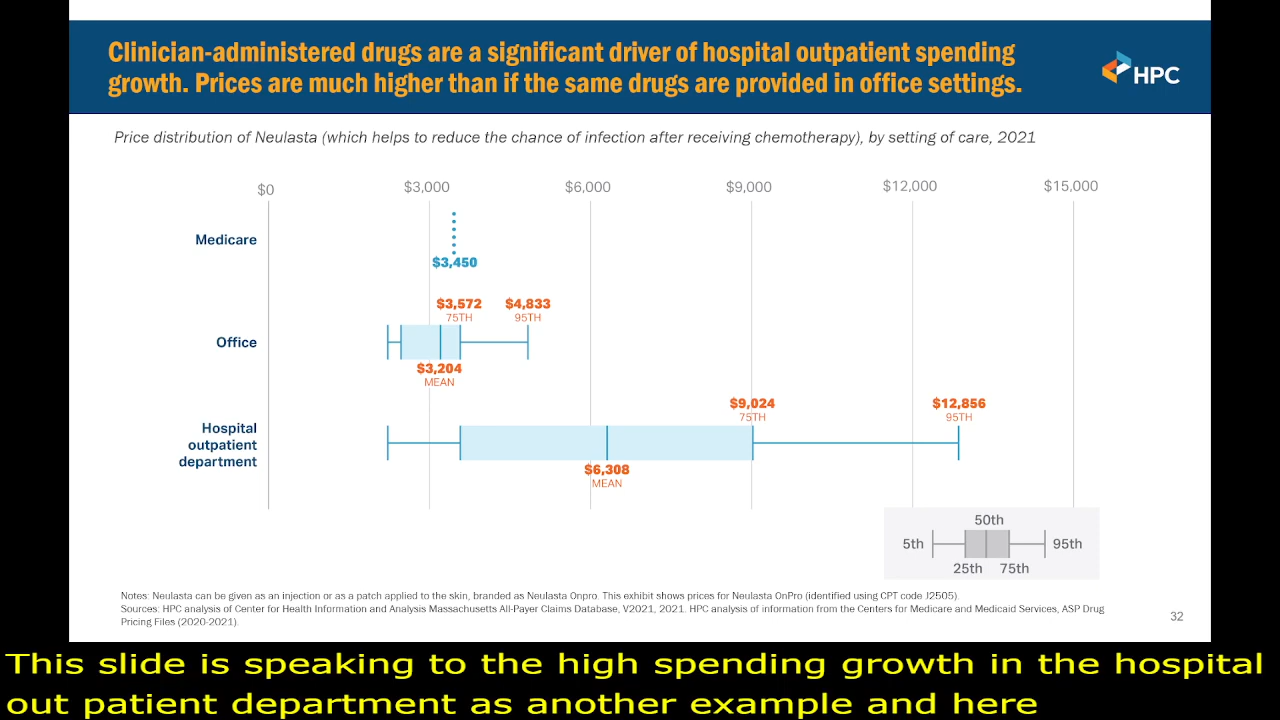 Clinician-administered drugs are a significant driver of hospital outpatient spending
growth. Prices are much higher than if the same drugs are provided in office settings.
HPC
Price distribution of Neulasta (which helps to reduce the chance of infection after receiving chemotherapy), by setting of care, 2021
$0 $3,000 $6,000 $9,000 $12,000 $15,000
Medicare
$3,450
$3,572 $4,833
75TH 95TH
Office
$3,204
MEAN
$9,024 $12,856
75TH 95TH
Hospital
outpatient
department
$6,308
MEAN
50th
5th 95th
25th 75th
Notes: Neulasta can be given as an injection or as a patch applied to the skin, branded as Neulasta Onpro. This exhibit shows prices for Neulasta OnPro (identified using CPT code J2505).
Sources: HPC analysis of Center for Health Information and Analysis Massachusetts All-Payer Claims Database, V2021, 2021. HPC analysis of information from the Centers for Medicare and Medicaid Services, ASP Drug
Pricing Files (2020-2021).
32
This slide is speaking to the high spending growth in the hospital
out patient department as another example and here